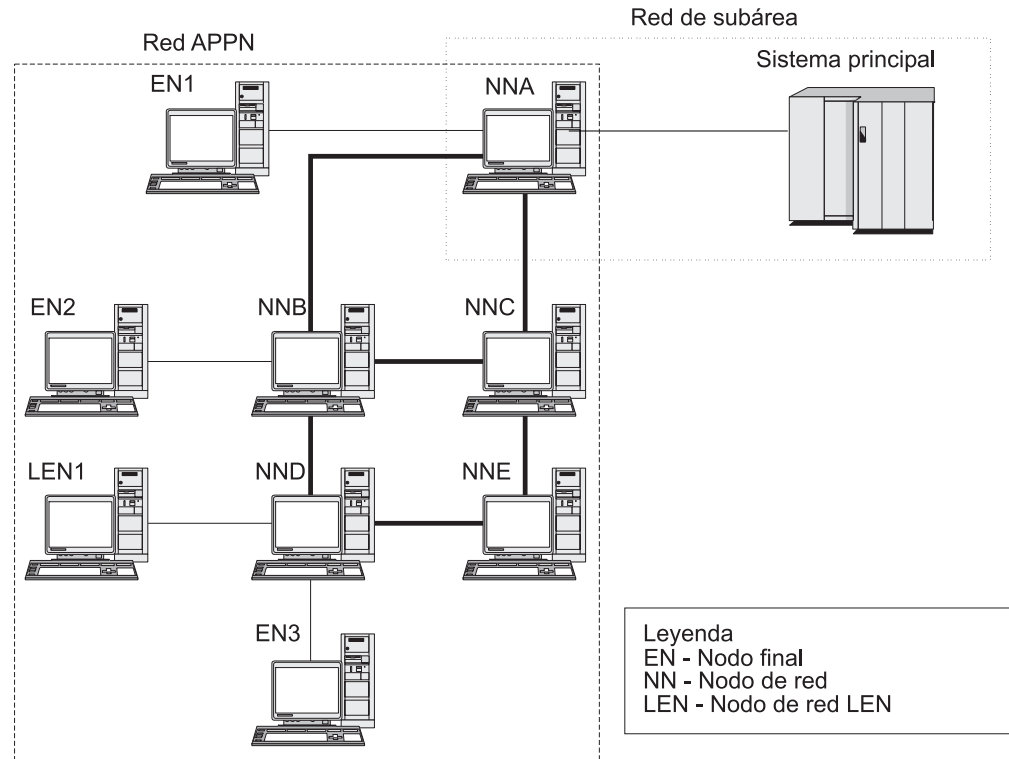 Red de subárea
Red APPN
Sistema principal
EN1
NNA
EN2
NNB
NNC
LEN1
NND
NNE
EN3
Leyenda
EN - Nodo final
NN - Nodo de red
LEN - Nodo de red LEN